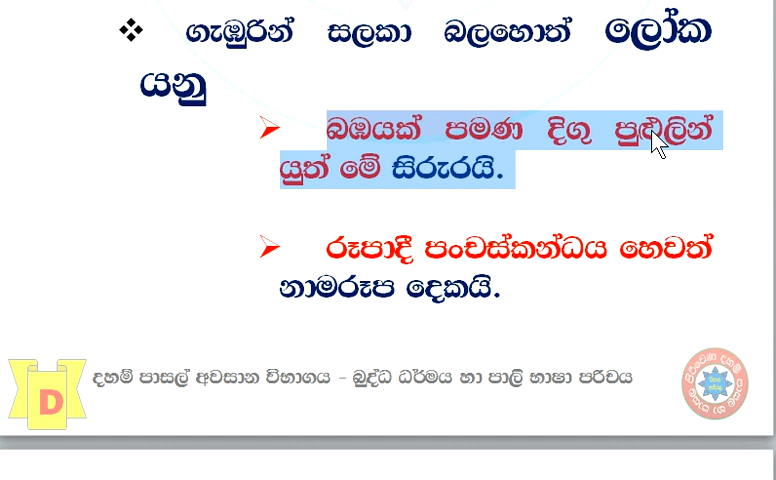 ❖ ගැඹුරින් සලකා බලහොත් ලෝක
යනු
➢ බඹයක් පමණ දිගු පුළුලින්
යුත් මේ සිරුරයි.
➢ රූපාදී පංචස්කන්ධය හෙවත්
නාමරූප දෙකයි.
D
දහම් පාසල් අවසාන විභාගය - බුද්ධ ධර්මය හා පාලි භාෂා පරිචය